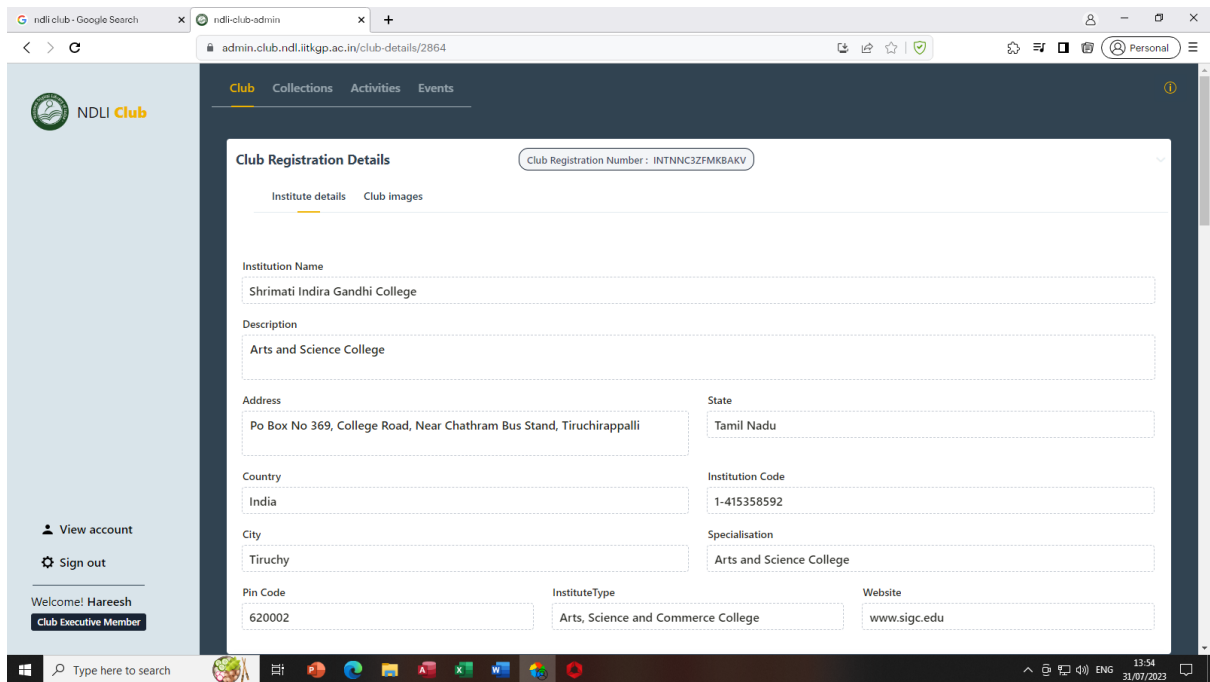 ndli club - Google Search
ndli-club-admin
admin.club.ndl.iitkgp.ac.in/club-details/2864
Personal
NDLI Club
Club Collections Activities Events
Club Registration Details
Club Registration Number : INTNNC3ZFMKBAKV
Institute details Club images
Institution Name
Shrimati Indira Gandhi College
Description
Arts and Science College
Address
State
Po Box No 369, College Road, Near Chathram Bus Stand, Tiruchirappalli
Tamil Nadu
Country
Institution Code
India
1-415358592
City
Specialisation
Tiruchy
Arts and Science College
Pin Code
InstituteType
Website
620002
Arts, Science and Commerce College
www.sigc.edu
View account
Sign out
Welcome! Hareesh
Club Executive Member
Type here to search
ENG
13:54
31/07/2023